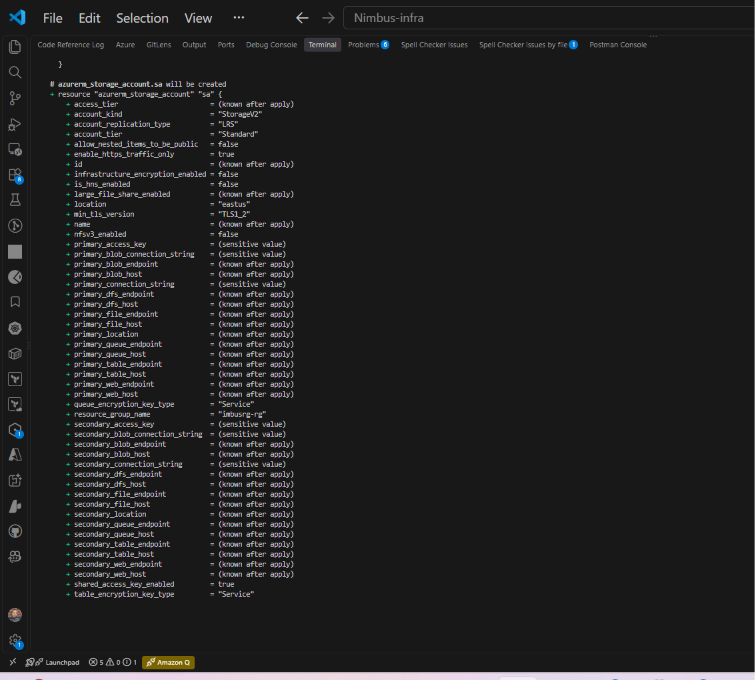 File Edit Selection View ··· ← → Nimbus-infra
Code Reference Log Azure GitLens Output Ports Debug Console Terminal Problems 6 Spell Checker Issues Spell Checker Issues by file 1 Postman Console
}
# azurerm_storage_account.sa will be created
+ resource "azurerm_storage_account" "sa" {
+ access_tier = (known after apply)
+ account_kind = "StorageV2"
+ account_replication_type = "LRS"
+ account_tier = "Standard"
+ allow_nested_items_to_be_public = false
+ enable_https_traffic_only = true
+ id = (known after apply)
+ infrastructure_encryption_enabled = false
+ is_hns_enabled = false
+ large_file_share_enabled = (known after apply)
+ location = "eastus"
+ min_tls_version = "TLS1_2"
+ name = (known after apply)
+ nfsv3_enabled = false
+ primary_access_key = (sensitive value)
+ primary_blob_connection_string = (sensitive value)
+ primary_blob_endpoint = (known after apply)
+ primary_blob_host = (known after apply)
+ primary_connection_string = (sensitive value)
+ primary_dfs_endpoint = (known after apply)
+ primary_dfs_host = (known after apply)
+ primary_file_endpoint = (known after apply)
+ primary_file_host = (known after apply)
+ primary_location = (known after apply)
+ primary_queue_endpoint = (known after apply)
+ primary_queue_host = (known after apply)
+ primary_table_endpoint = (known after apply)
+ primary_table_host = (known after apply)
+ primary_web_endpoint = (known after apply)
+ primary_web_host = (known after apply)
+ queue_encryption_key_type = "Service"
+ resource_group_name = "imbusrg-rg"
+ secondary_access_key = (sensitive value)
+ secondary_blob_connection_string = (sensitive value)
+ secondary_blob_endpoint = (known after apply)
+ secondary_blob_host = (known after apply)
+ secondary_connection_string = (sensitive value)
+ secondary_dfs_endpoint = (known after apply)
+ secondary_dfs_host = (known after apply)
+ secondary_file_endpoint = (known after apply)
+ secondary_file_host = (known after apply)
+ secondary_location = (known after apply)
+ secondary_queue_endpoint = (known after apply)
+ secondary_queue_host = (known after apply)
+ secondary_table_endpoint = (known after apply)
+ secondary_table_host = (known after apply)
+ secondary_web_endpoint = (known after apply)
+ secondary_web_host = (known after apply)
+ shared_access_key_enabled = true
+ table_encryption_key_type = "Service"
Launchpad 5 0 1 Amazon Q